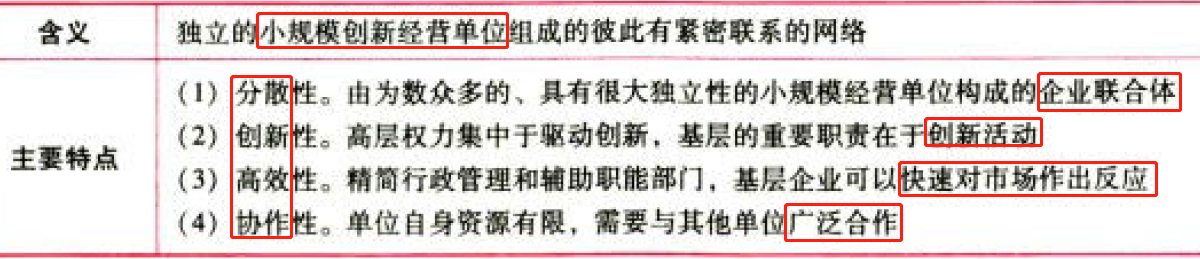 含义
独立的小规模创新经营单位组成的彼此有紧密联系的网络
(1) 分散性。由为数众多的、具有很大独立性的小规模经营单位构成的企业联合体
(2) 创新性。高层权力集中于驱动创新，基层的重要职责在于创新活动
主要特点
(3) 高效性。精简行政管理和辅助职能部门，基层企业可以快速对市场作出反应
(4) 协作性。单位自身资源有限，需要与其他单位广泛合作